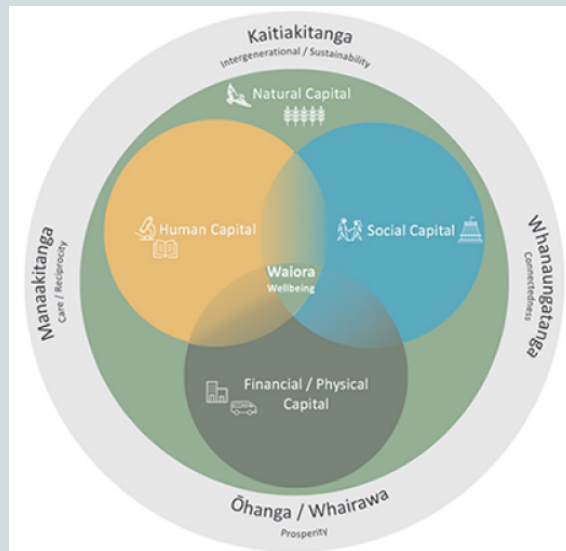 Kaitiakitanga
Intergenerational / Sustainability
Natural Capital
Human Capital
Social Capital
Waiora
Wellbeing
Manaakitanga
Care / Reciprocity
Whanaungatanga
Connectedness
Financial / Physical
Capital
Ōhanga / Whairawa
Prosperity